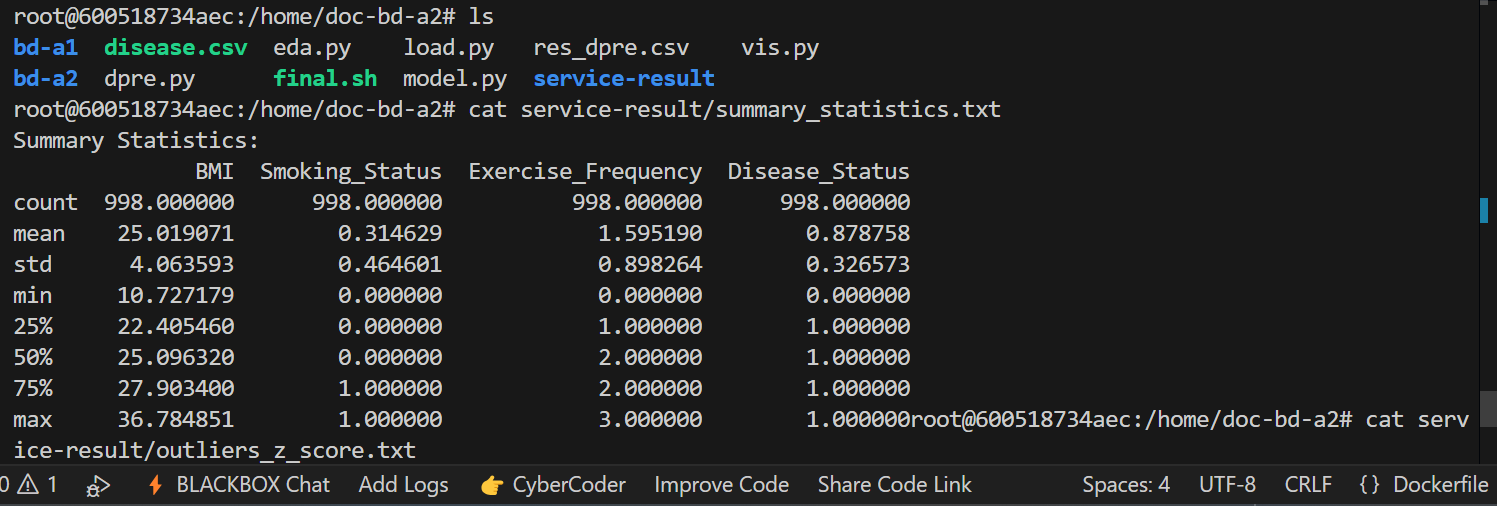 root@600518734aec:/home/doc-bd-a2# ls
bd-a1  disease.csv  eda.py    load.py   res_dpre.csv    vis.py
bd-a2  dpre.py      final.sh  model.py  service-result
root@600518734aec:/home/doc-bd-a2# cat service-result/summary_statistics.txt
Summary Statistics:
              BMI  Smoking_Status  Exercise_Frequency  Disease_Status
count  998.000000      998.000000          998.000000      998.000000
mean    25.019071        0.314629            1.595190        0.878758
std      4.063593        0.464601            0.898264        0.326573
min     10.727179        0.000000            0.000000        0.000000
25%     22.405460        0.000000            1.000000        1.000000
50%     25.096320        0.000000            2.000000        1.000000
75%     27.903400        1.000000            2.000000        1.000000
max     36.784851        1.000000            3.000000        1.000000root@600518734aec:/home/doc-bd-a2# cat serv
ice-result/outliers_z_score.txt
0 ⚠ 1  BLACKBOX Chat  Add Logs  👉 CyberCoder  Improve Code  Share Code Link  Spaces: 4  UTF-8  CRLF  {} Dockerfile